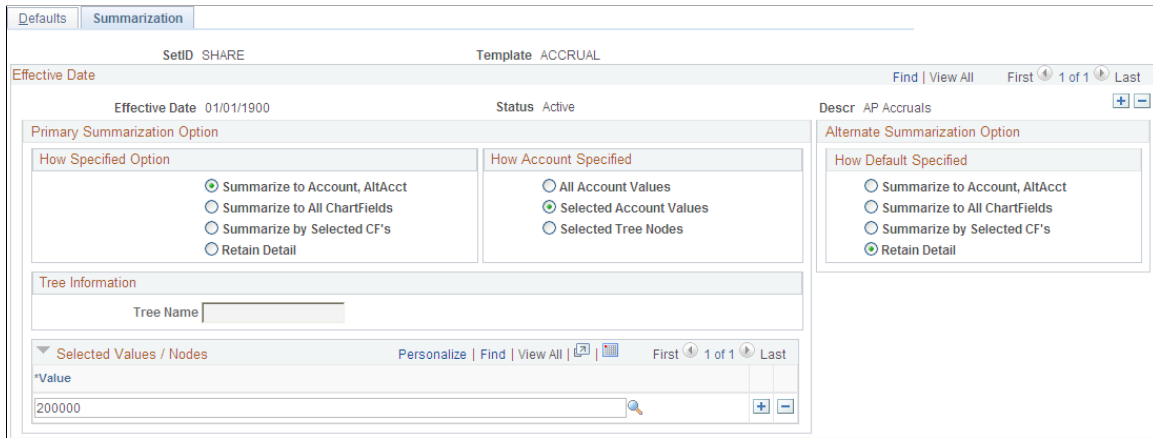 Defaults Summarization
SetID SHARE Template ACCRUAL
Effective Date Find | View All First 1 of 1 Last
Effective Date 01/01/1900 Status Active Descr AP Accruals
Primary Summarization Option Alternate Summarization Option
How Specified Option How Account Specified How Default Specified
Summarize to Account, AltAcct All Account Values Summarize to Account, AltAcct
Summarize to All ChartFields Selected Account Values Summarize to All ChartFields
Summarize by Selected CF's Selected Tree Nodes Summarize by Selected CF's
Retain Detail Retain Detail
Tree Information
Tree Name
Selected Values / Nodes Personalize | Find | View All | | First 1 of 1 Last
*Value
200000